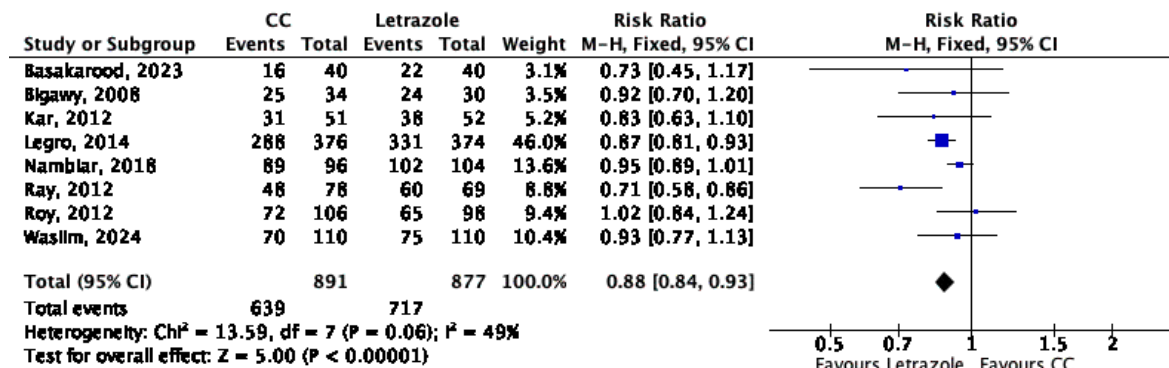 CC Letrazole Risk Ratio Risk Ratio
Study or Subgroup Events Total Events Total Weight M-H, Fixed, 95% CI M-H, Fixed, 95% CI
Basakarood, 2023 16 40 22 40 3.1% 0.73 [0.45, 1.17]
Bigawy, 2008 25 34 24 30 3.5% 0.92 [0.70, 1.20]
Kar, 2012 31 51 38 52 5.2% 0.83 [0.63, 1.10]
Legro, 2014 288 376 331 374 46.0% 0.87 [0.81, 0.93]
Nambiar, 2018 89 96 102 104 13.6% 0.95 [0.89, 1.01]
Ray, 2012 48 78 60 69 8.8% 0.71 [0.58, 0.86]
Roy, 2012 72 106 65 98 9.4% 1.02 [0.84, 1.24]
Waslim, 2024 70 110 75 110 10.4% 0.93 [0.77, 1.13]
Total (95% CI) 891 877 100.0% 0.88 [0.84, 0.93]
Total events 639 717
Heterogeneity: Chi² = 13.59, df = 7 (P = 0.06); I² = 49%
Test for overall effect: Z = 5.00 (P < 0.00001)
0.5 0.7 1 1.5 2
Favours Letrazole Favours CC